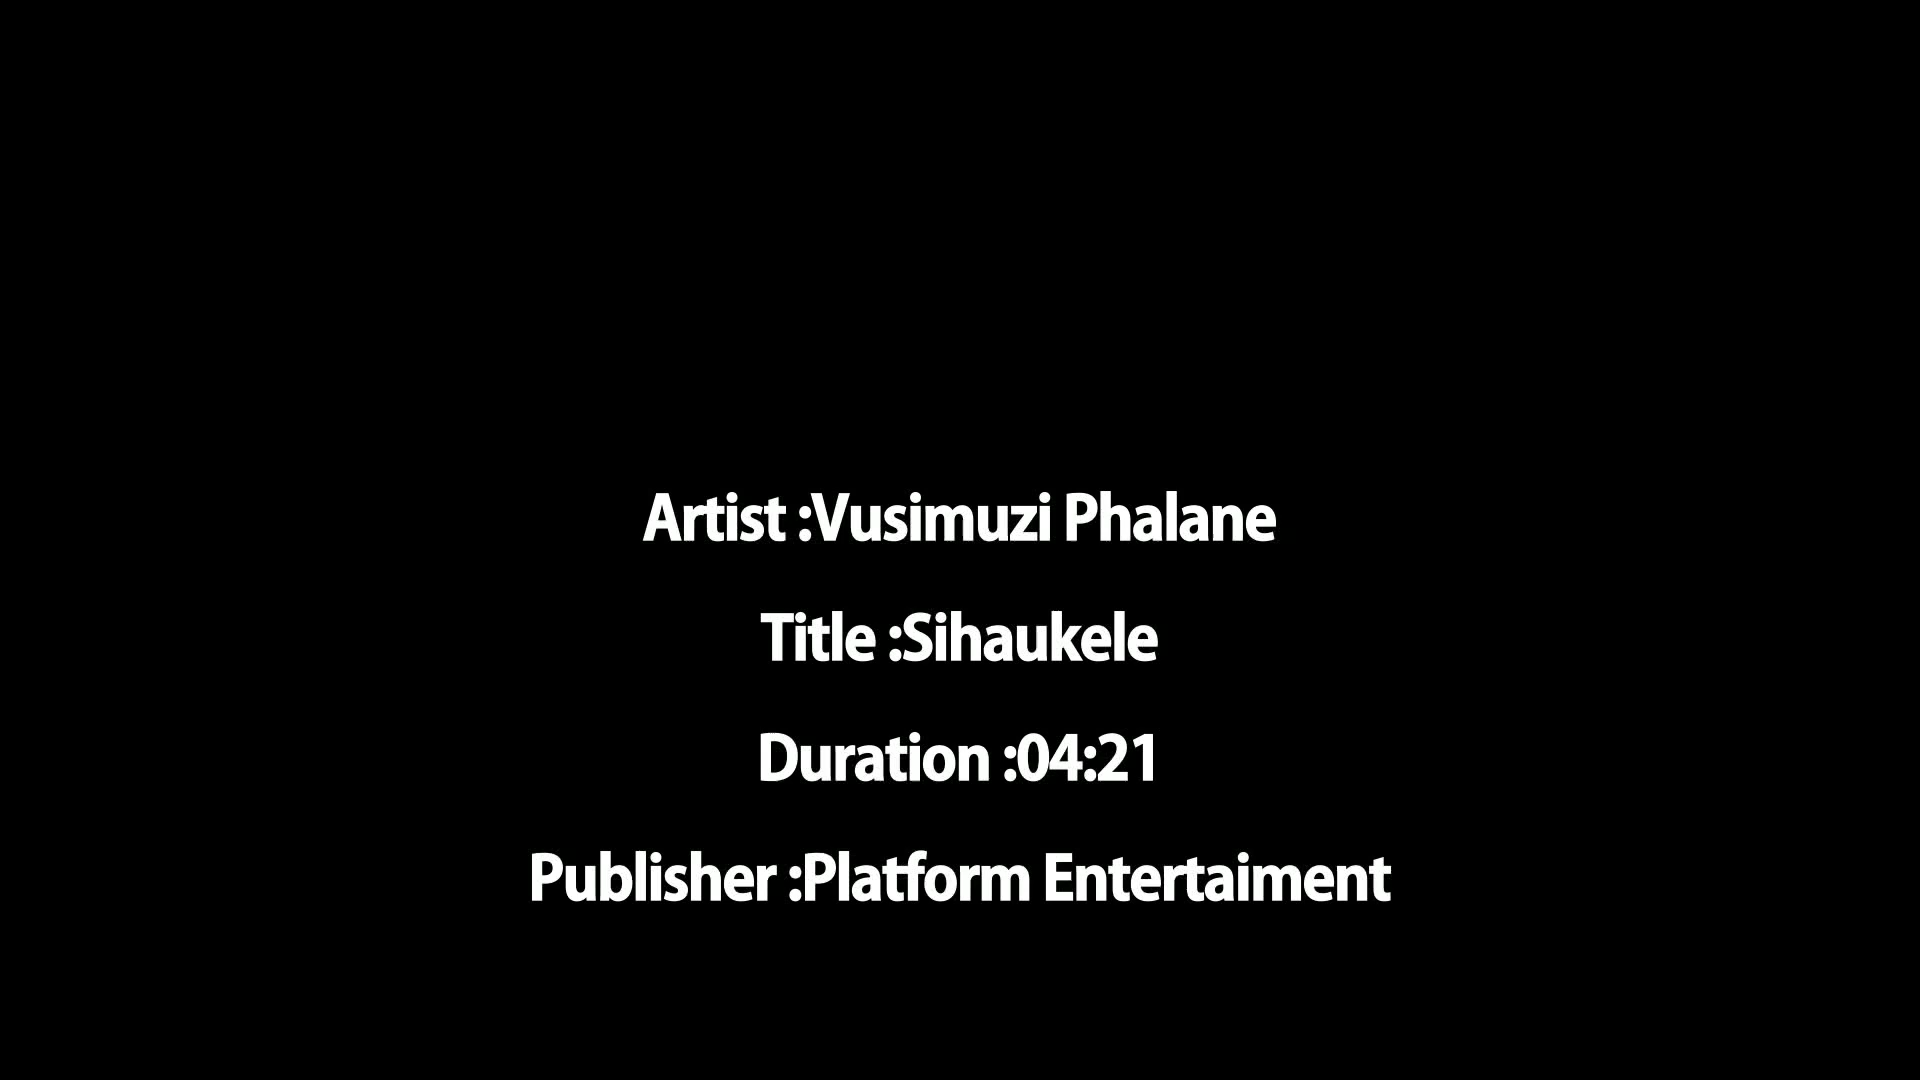 Artist :Vusimuzi Phalane
Title :Sihaukele
Duration :04:21
Publisher :Platform Entertaiment